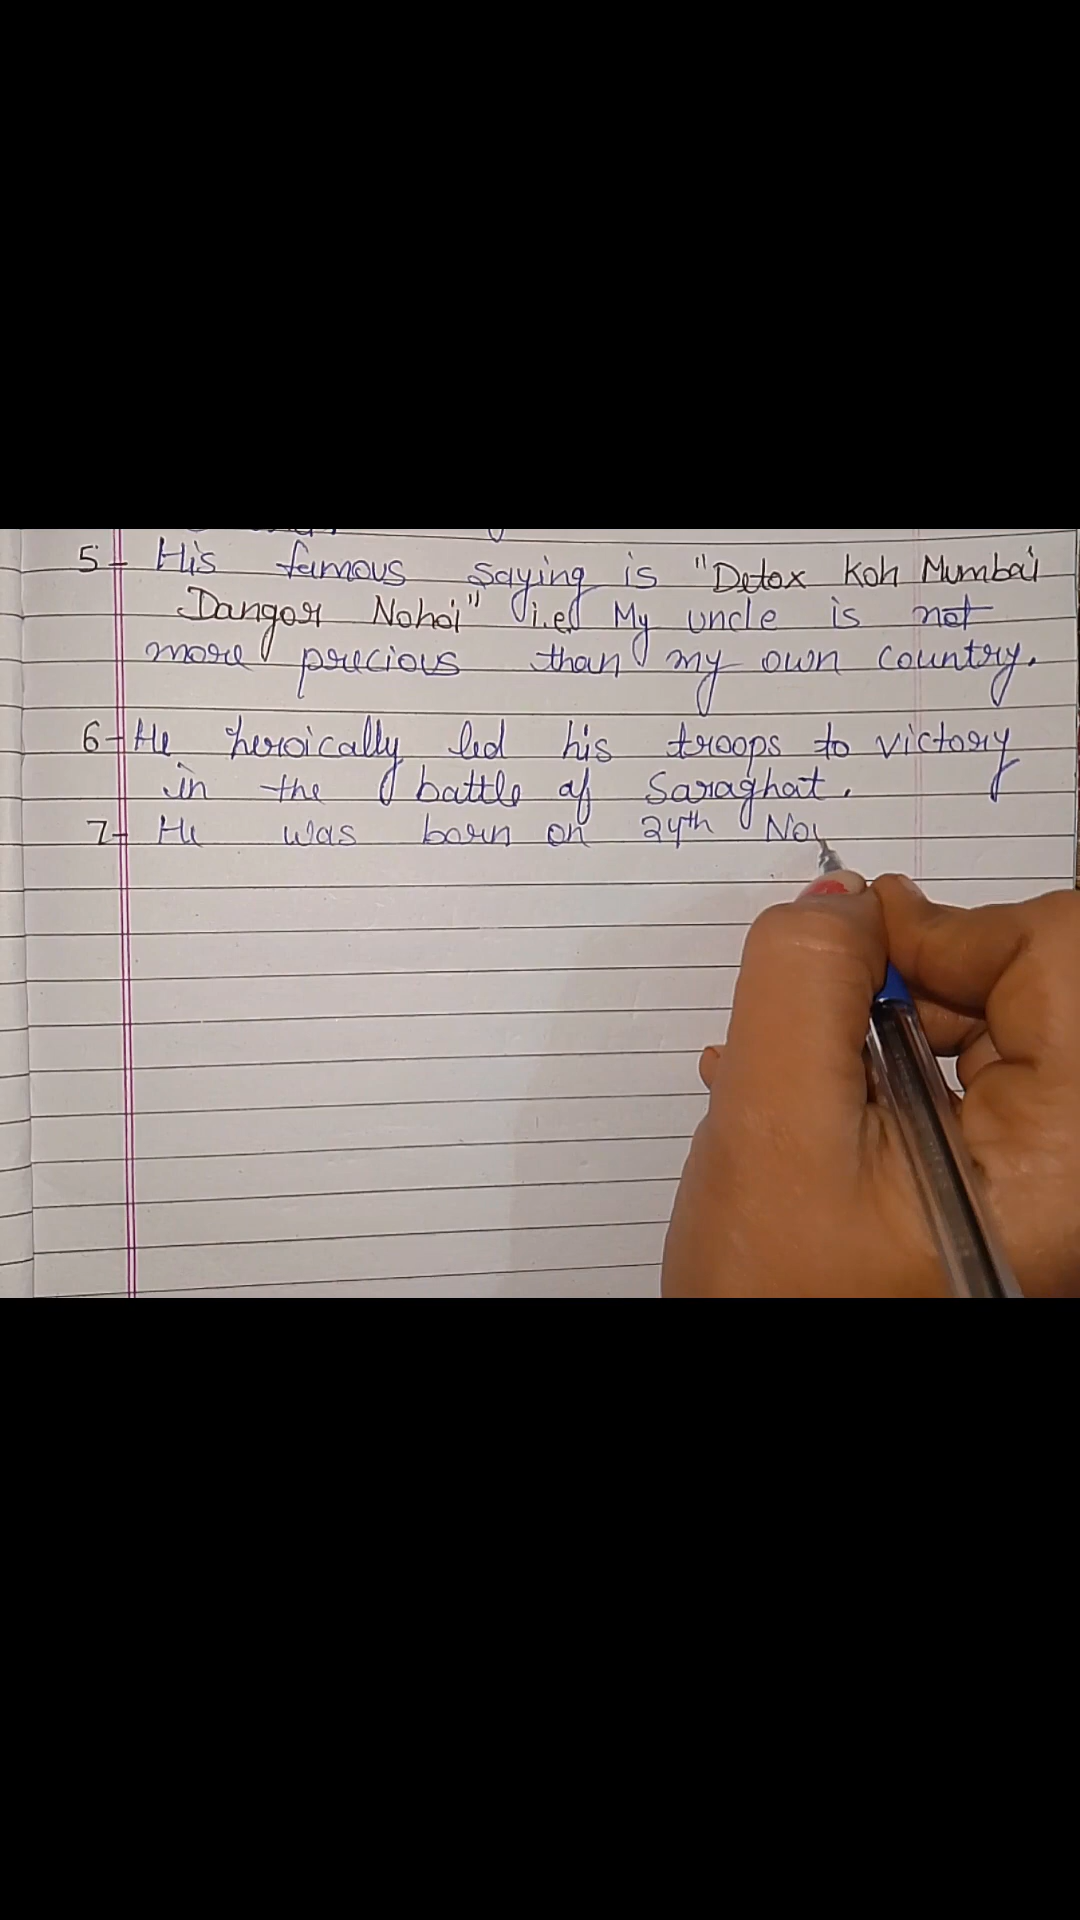 5- His famous saying is "Detox Koh Mumbai
Dangor Nohoi" i.e. My uncle is not
more precious than my own country.
6- He heroically led his troops to victory
in the battle of Saraghat.
7- He was born on 24th Nov